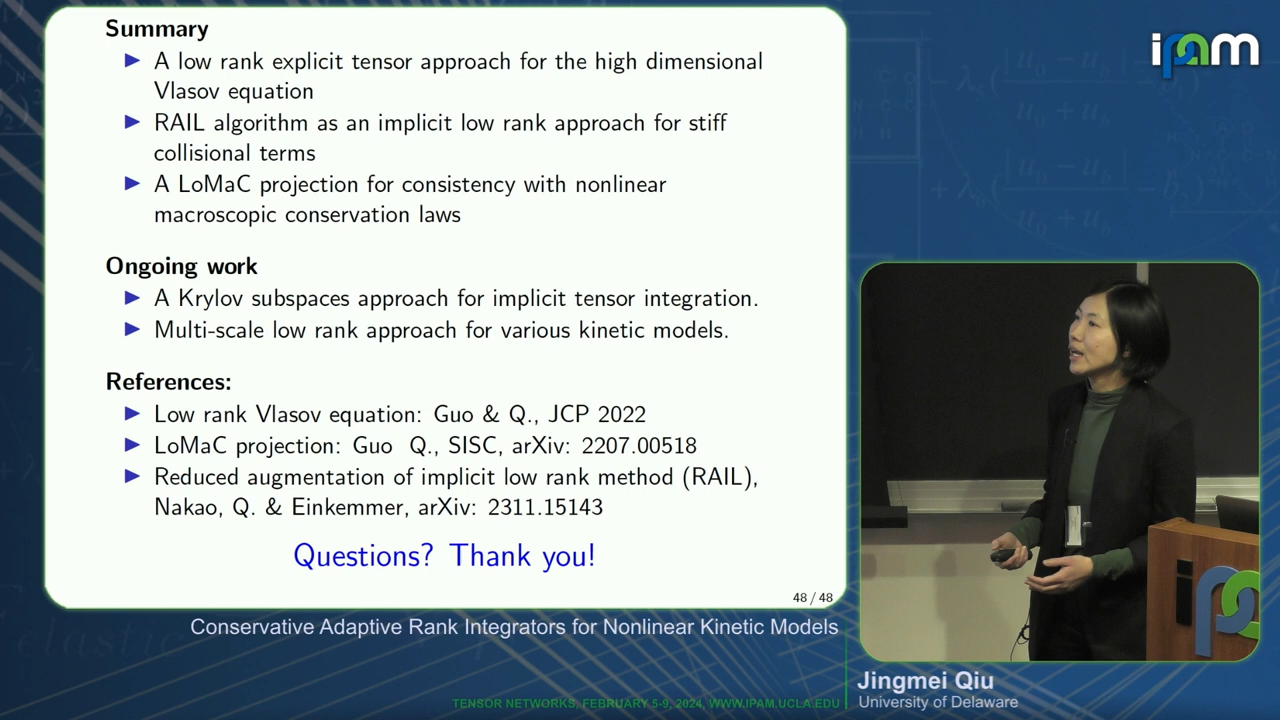 Summary
▶ A low rank explicit tensor approach for the high dimensional
Vlasov equation
▶ RAIL algorithm as an implicit low rank approach for stiff
collisional terms
▶ A LoMaC projection for consistency with nonlinear
macroscopic conservation laws
Ongoing work
▶ A Krylov subspaces approach for implicit tensor integration.
▶ Multi-scale low rank approach for various kinetic models.
References:
▶ Low rank Vlasov equation: Guo & Q., JCP 2022
▶ LoMaC projection: Guo Q., SISC, arXiv: 2207.00518
▶ Reduced augmentation of implicit low rank method (RAIL),
Nakao, Q. & Einkemmer, arXiv: 2311.15143
Questions? Thank you!
48 / 48
ipam
Conservative Adaptive Rank Integrators for Nonlinear Kinetic Models
Jingmei Qiu
University of Delaware
TENSOR NETWORKS, FEBRUARY 5-9, 2024, WWW.IPAM.UCLA.EDU